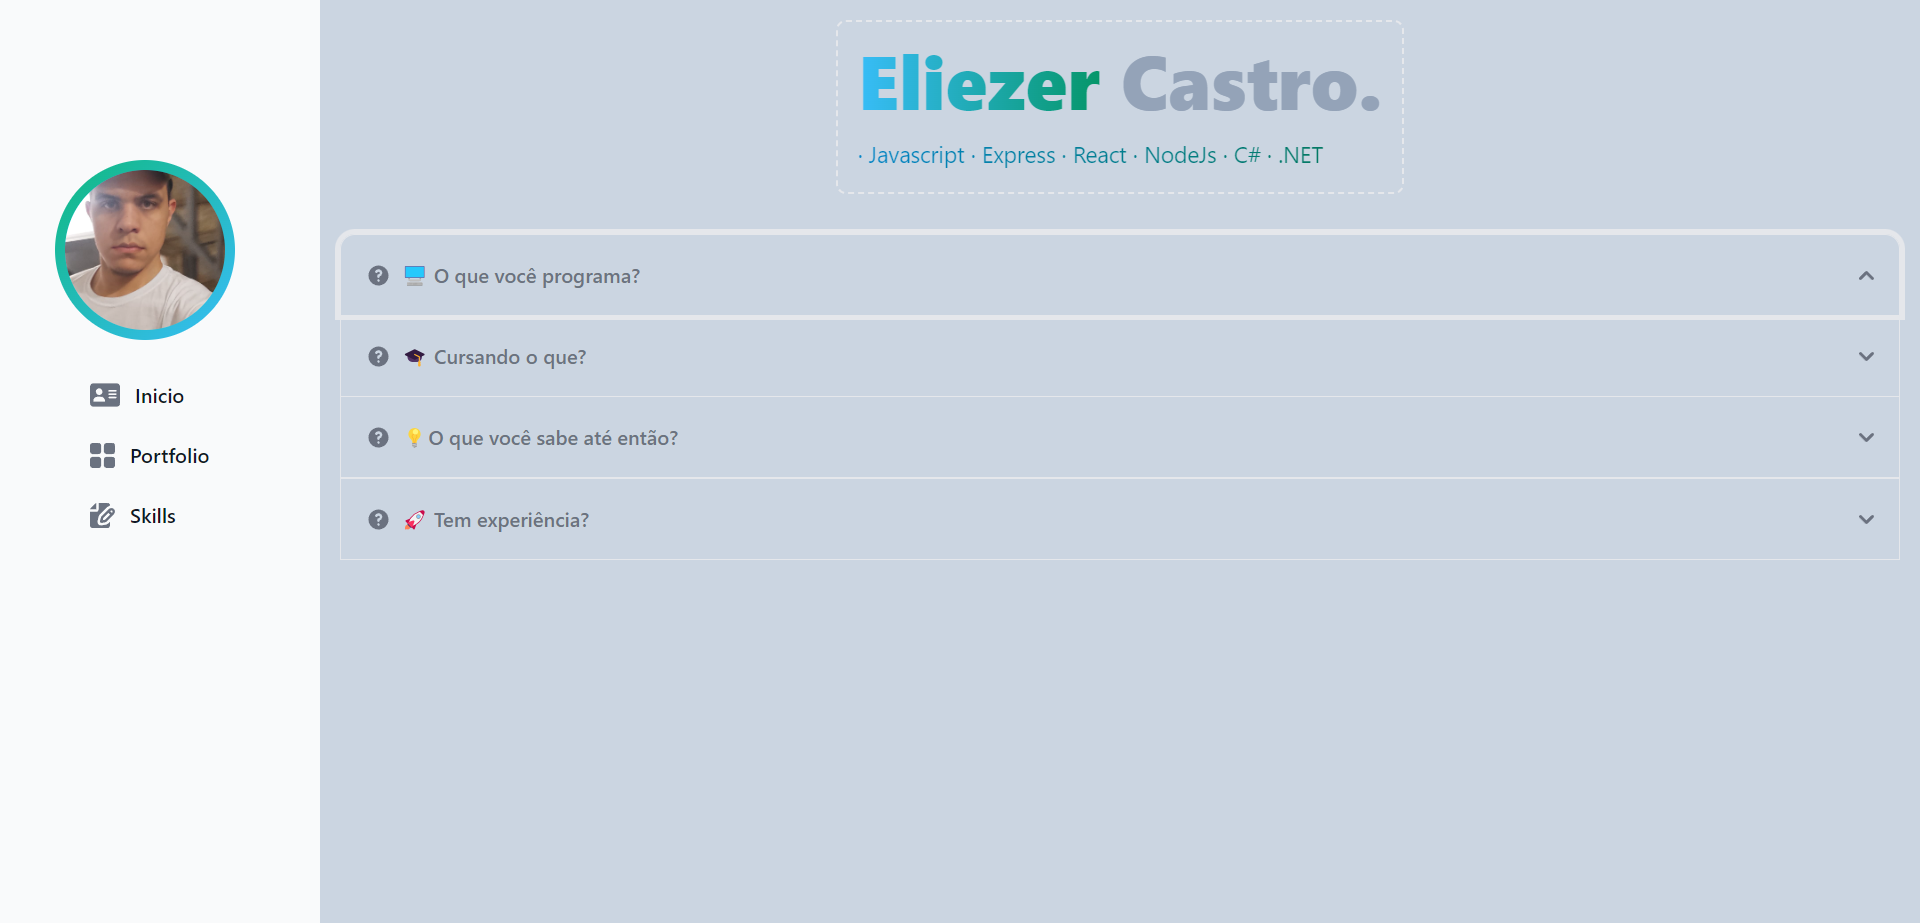 Eliezer Castro.
· Javascript · Express · React · NodeJs · C# · .NET
Inicio
Portfolio
Skills
? 🖥️ O que você programa?
? 🎓 Cursando o que?
? 💡 O que você sabe até então?
? 🚀 Tem experiência?